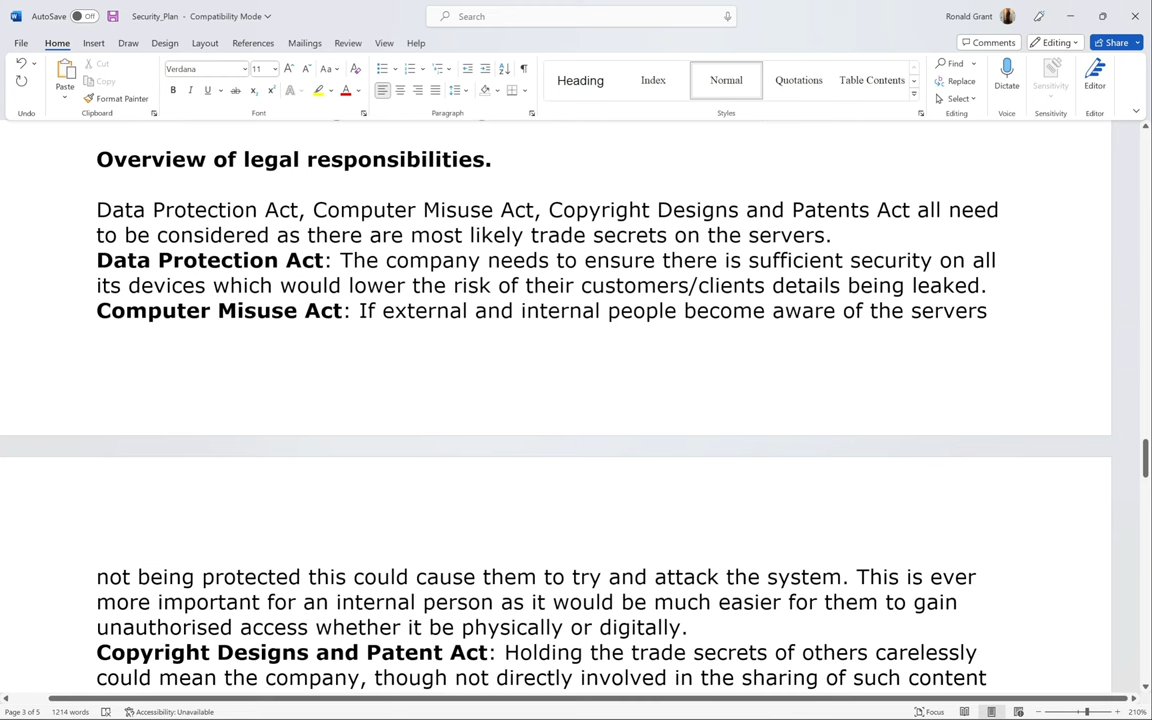 AutoSave Off Security_Plan - Compatibility Mode Search Ronald Grant
File Home Insert Draw Design Layout References Mailings Review View Help Comments Editing Share
Paste Cut Copy Format Painter
Verdana 11 Heading Index Normal Quotations Table Contents
Find Replace Select Dictate Sensitivity Editor
Undo Clipboard Font Paragraph Styles Editing Voice Sensitivity Editor
Overview of legal responsibilities.
Data Protection Act, Computer Misuse Act, Copyright Designs and Patents Act all need
to be considered as there are most likely trade secrets on the servers.
Data Protection Act: The company needs to ensure there is sufficient security on all
its devices which would lower the risk of their customers/clients details being leaked.
Computer Misuse Act: If external and internal people become aware of the servers
not being protected this could cause them to try and attack the system. This is ever
more important for an internal person as it would be much easier for them to gain
unauthorised access whether it be physically or digitally.
Copyright Designs and Patent Act: Holding the trade secrets of others carelessly
could mean the company, though not directly involved in the sharing of such content
Page 3 of 5 1214 words Accessibility: Unavailable Focus 210%